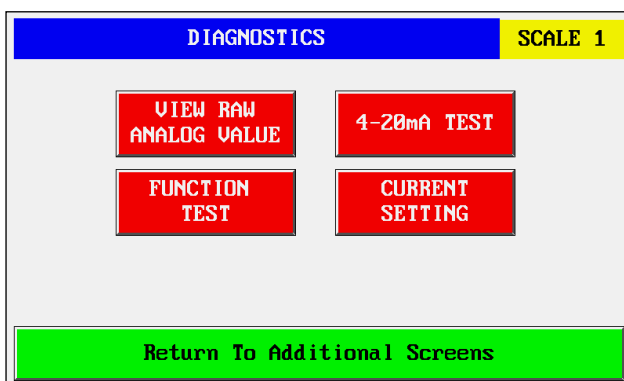 DIAGNOSTICS
SCALE 1
VIEW RAW
ANALOG VALUE
4-20mA TEST
FUNCTION
TEST
CURRENT
SETTING
Return To Additional Screens